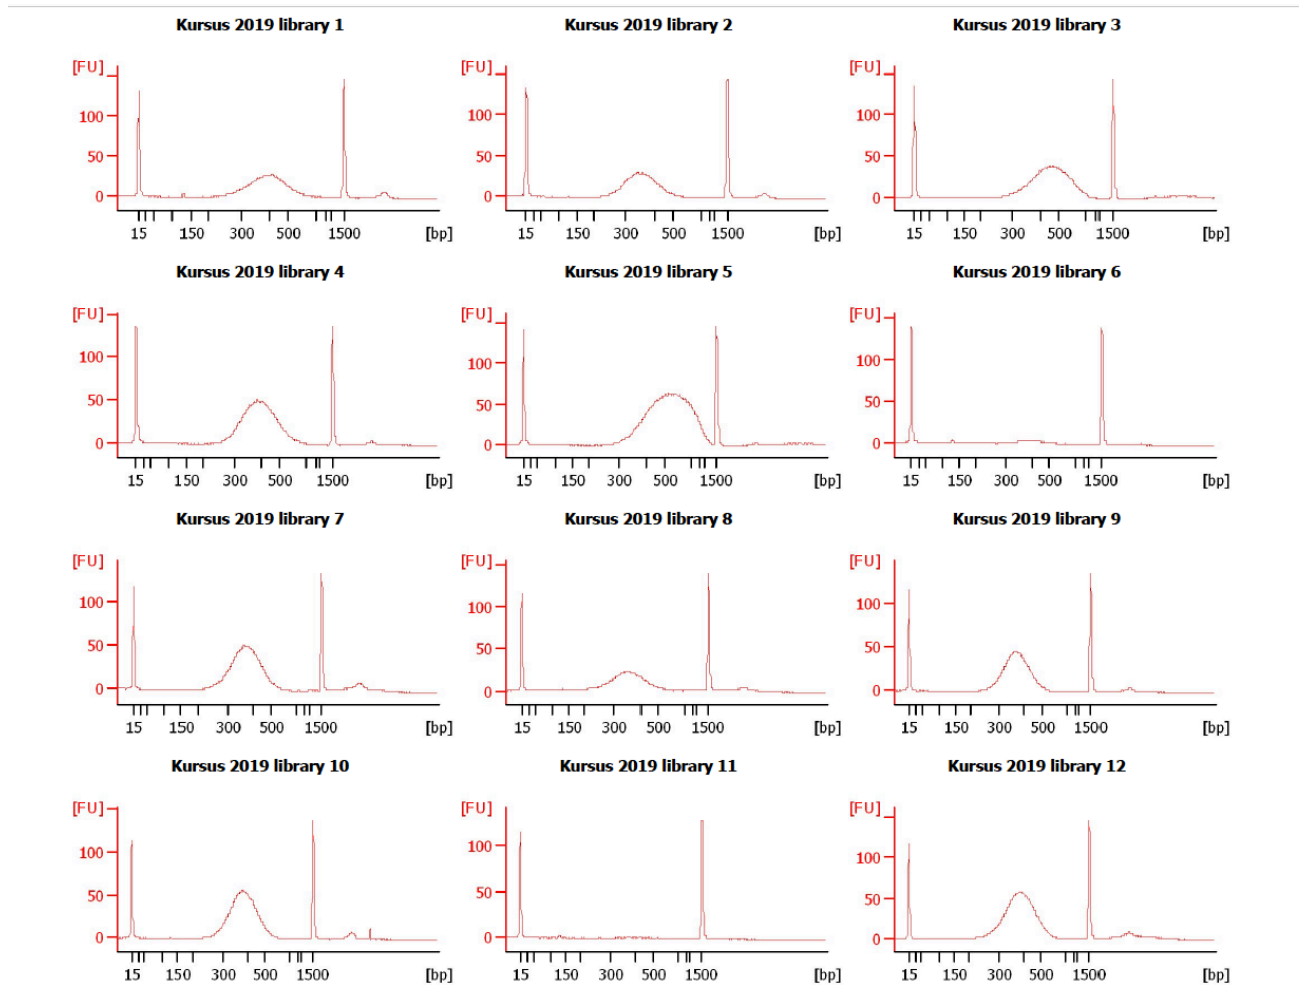 Kursus 2019 library 1
[FU]
100
50
0
15 150 300 500 1500 [bp]
Kursus 2019 library 2
[FU]
100
50
0
15 150 300 500 1500 [bp]
Kursus 2019 library 3
[FU]
100
50
0
15 150 300 500 1500 [bp]
Kursus 2019 library 4
[FU]
100
50
0
15 150 300 500 1500 [bp]
Kursus 2019 library 5
[FU]
100
50
0
15 150 300 500 1500 [bp]
Kursus 2019 library 6
[FU]
150
100
50
0
15 150 300 500 1500 [bp]
Kursus 2019 library 7
[FU]
100
50
0
15 150 300 500 1500 [bp]
Kursus 2019 library 8
[FU]
100
50
0
15 150 300 500 1500 [bp]
Kursus 2019 library 9
[FU]
100
50
0
15 150 300 500 1500 [bp]
Kursus 2019 library 10
[FU]
100
50
0
15 150 300 500 1500 [bp]
Kursus 2019 library 11
[FU]
100
50
0
15 150 300 500 1500 [bp]
Kursus 2019 library 12
[FU]
100
50
0
15 150 300 500 1500 [bp]